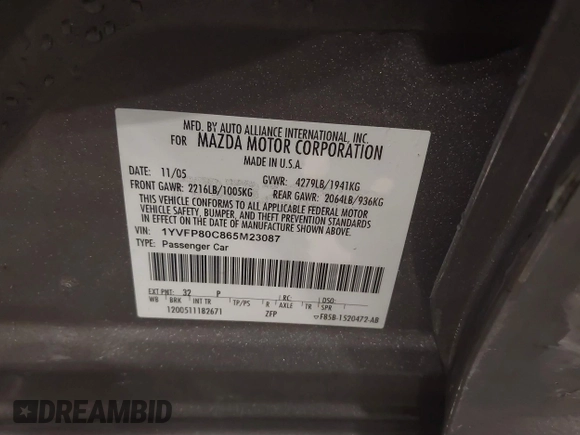 MFD. BY AUTO ALLIANCE INTERNATIONAL, INC.
FOR MAZDA MOTOR CORPORATION
MADE IN U.S.A.
DATE: 11/05 GVWR: 4279LB/1941KG
FRONT GAWR: 2216LB/1005KG REAR GAWR: 2064LB/936KG
THIS VEHICLE CONFORMS TO ALL APPLICABLE FEDERAL MOTOR
VEHICLE SAFETY, BUMPER, AND THEFT PREVENTION STANDARDS
IN EFFECT ON THE DATE OF MANUFACTURE SHOWN ABOVE.
VIN: 1YVFP80C865M23087
TYPE: Passenger Car
EXT PNT: 32 P RC: DSO:
WB BRK INT TR TP/PS R AXLE TR SPR
1200511182671 ZFP F85B-1520472-AB
DREAMBID